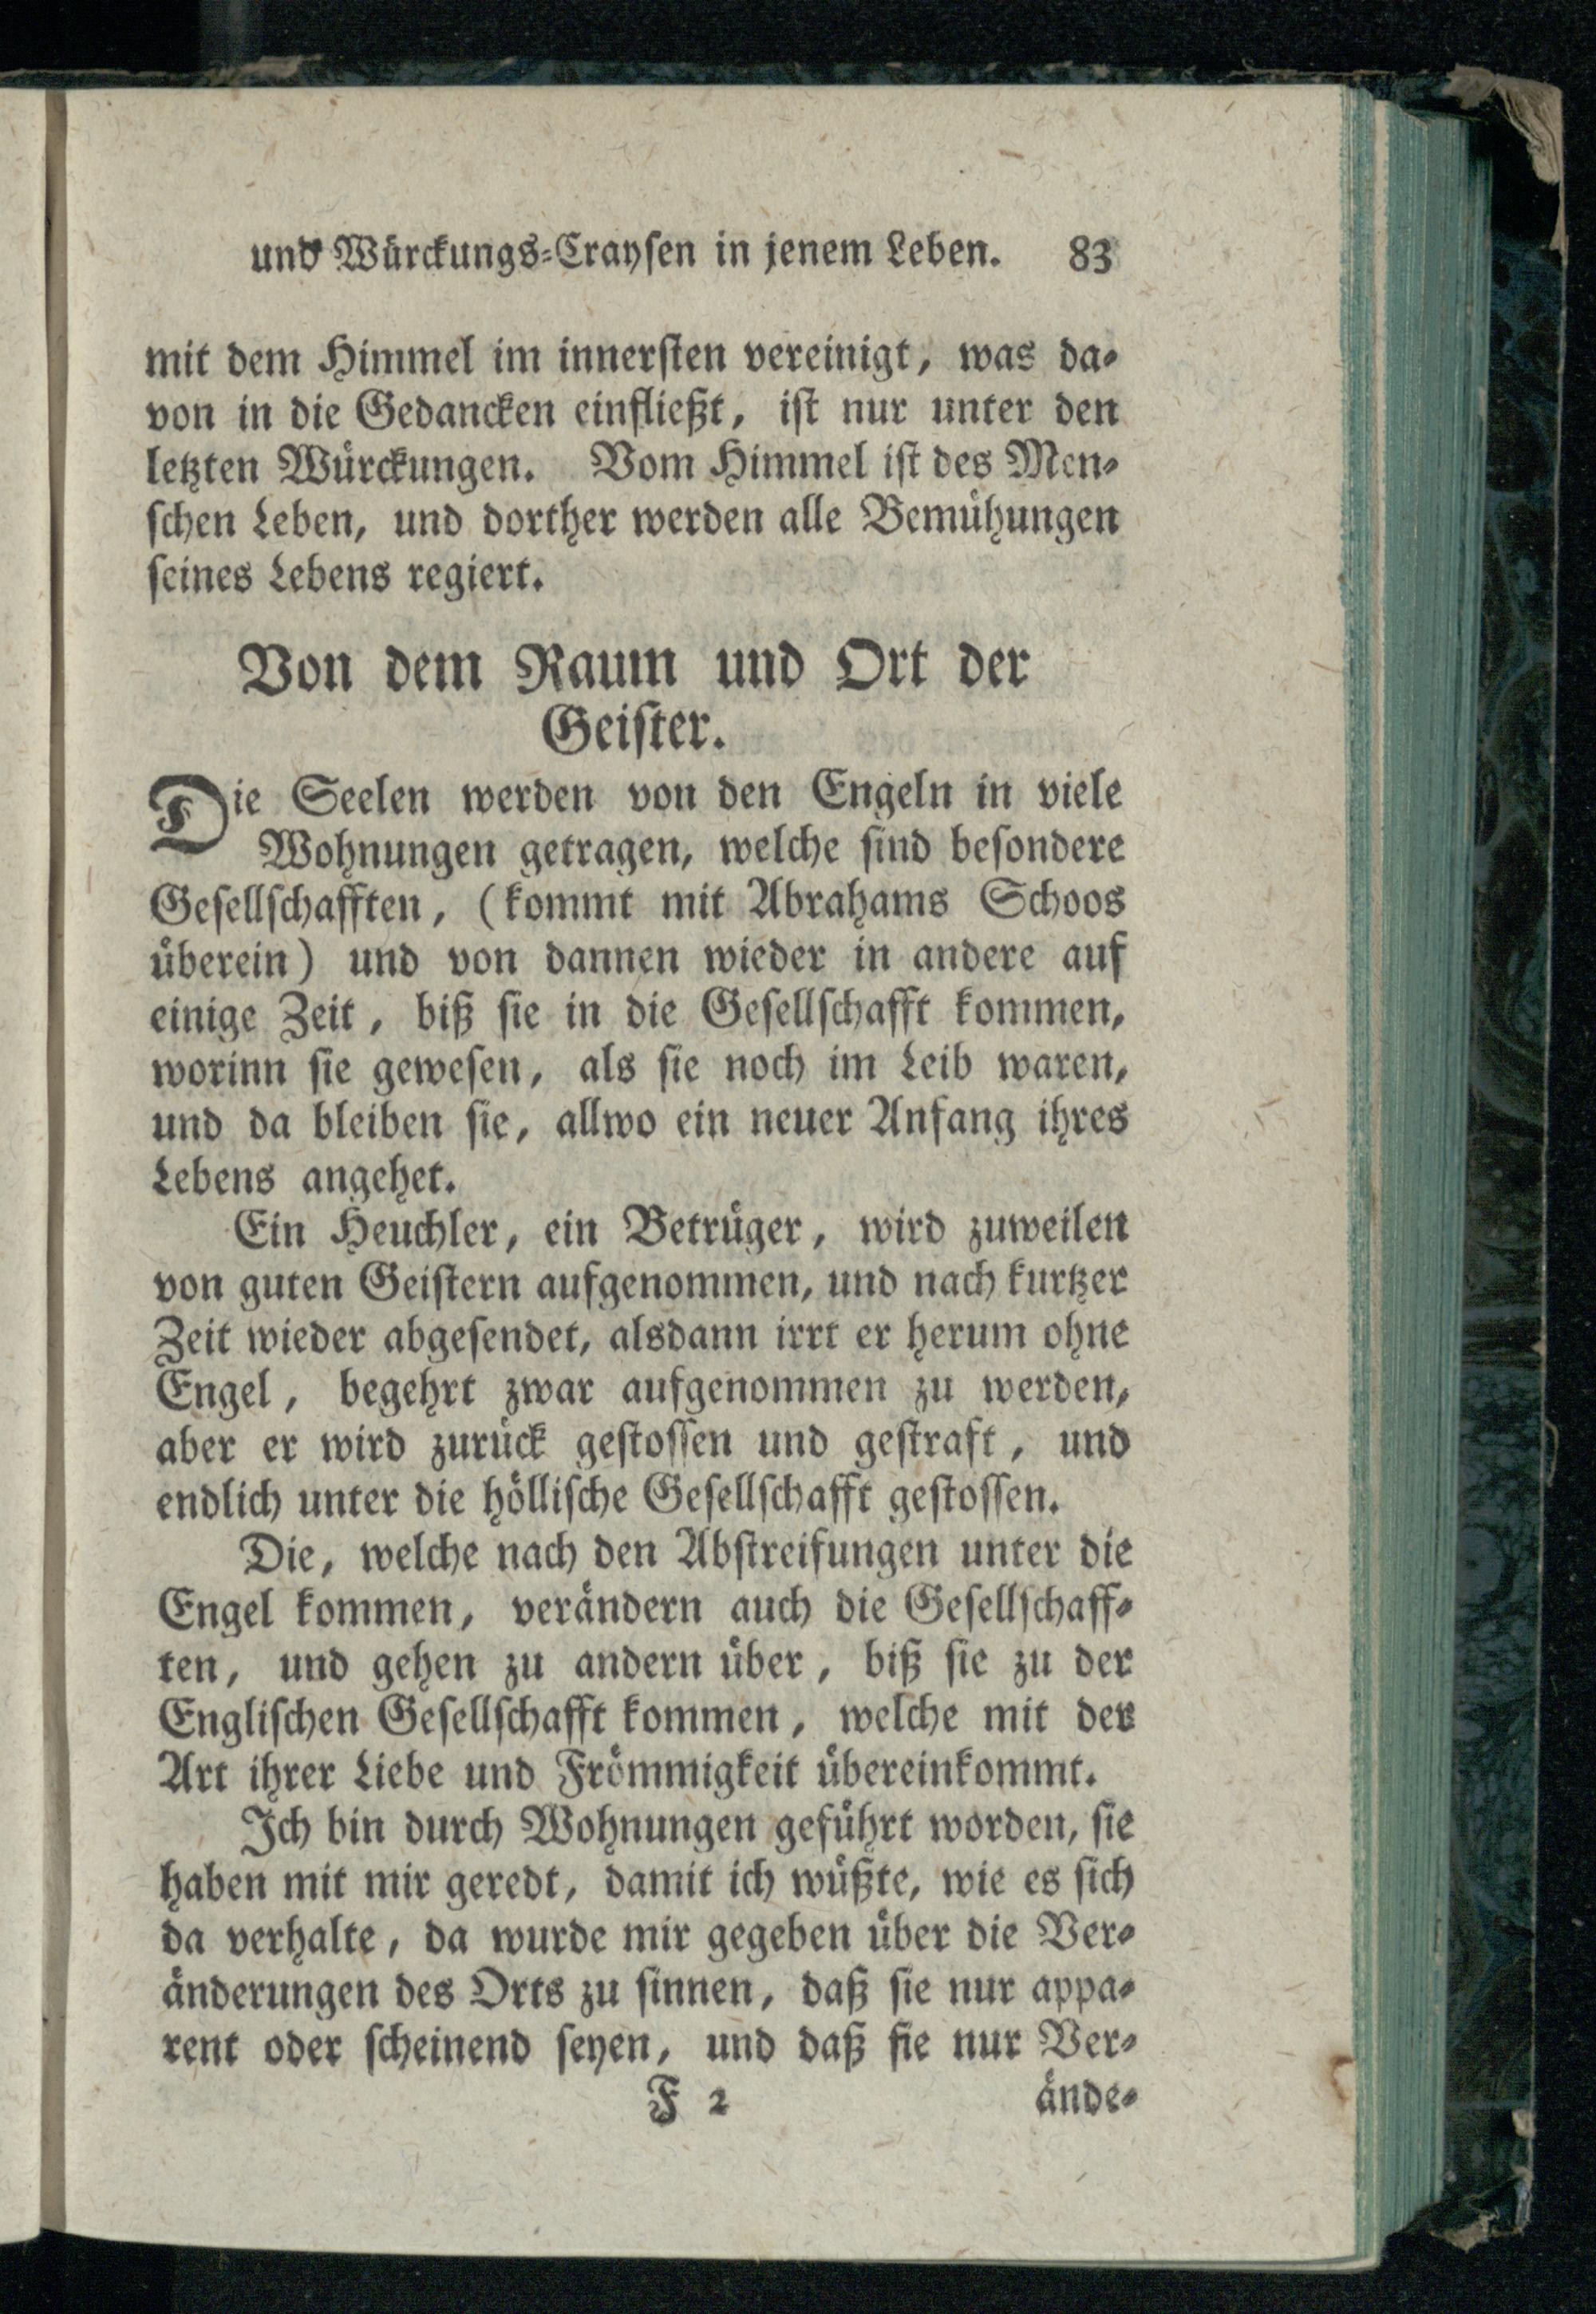 und Würckungs-Craysen in jenem Leben. 83
mit dem Himmel im innersten vereinigt, was da-
von in die Gedancken einfließt, ist nur unter den
letzten Würckungen. Vom Himmel ist des Men-
schen Leben, und dorther werden alle Bemühungen
seines Lebens regiert.
Von dem Raum und Ort der
Geister.
Die Seelen werden von den Engeln in viele
Wohnungen getragen, welche sind besondere
Gesellschafften, (kommt mit Abrahams Schoos
überein) und von dannen wieder in andere auf
einige Zeit, biß sie in die Gesellschafft kommen,
worinn sie gewesen, als sie noch im Leib waren,
und da bleiben sie, allwo ein neuer Anfang ihres
Lebens angehet.
Ein Heuchler, ein Betrüger, wird zuweilen
von guten Geistern aufgenommen, und nach kurtzer
Zeit wieder abgesendet, alsdann irrt er herum ohne
Engel, begehrt zwar aufgenommen zu werden,
aber er wird zurück gestossen und gestraft, und
endlich unter die höllische Gesellschafft gestossen.
Die, welche nach den Abstreifungen unter die
Engel kommen, verändern auch die Gesellschaff-
ten, und gehen zu andern über, biß sie zu der
Englischen Gesellschafft kommen, welche mit der
Art ihrer Liebe und Frömmigkeit übereinkommt.
Ich bin durch Wohnungen geführt worden, sie
haben mit mir geredt, damit ich wüßte, wie es sich
da verhalte, da wurde mir gegeben über die Ver-
änderungen des Orts zu sinnen, daß sie nur appa-
rent oder scheinend seyen, und daß sie nur Ver-
F 2 ände-